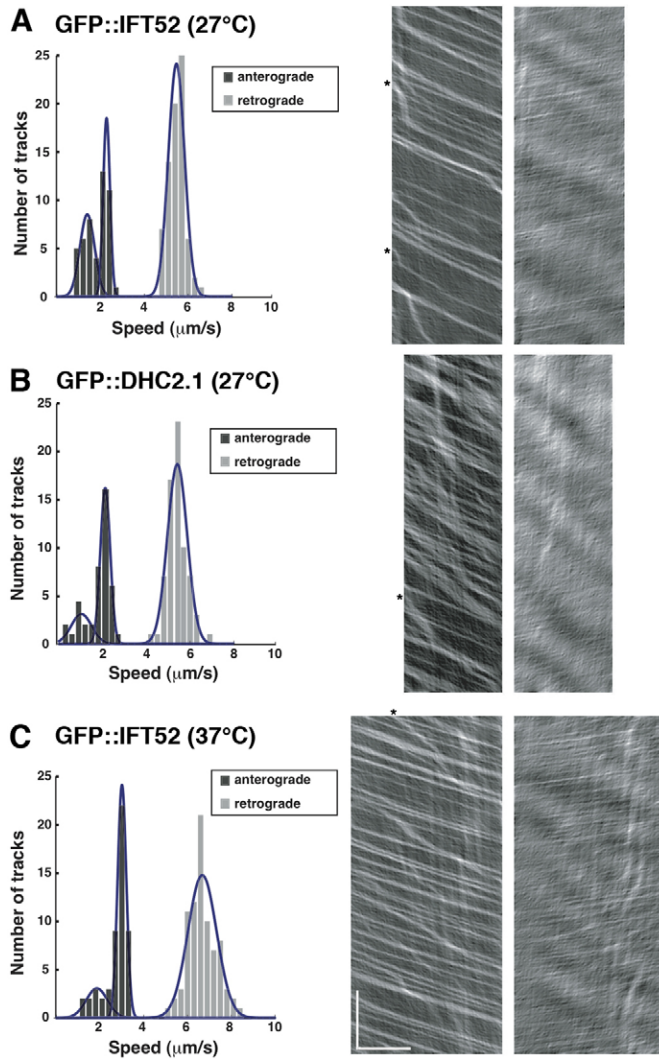 A GFP::IFT52 (27°C)
25
20
15
10
5
0
2 4 6 8 10
Number of tracks
Speed (μm/s)
anterograde
retrograde
*
*
B GFP::DHC2.1 (27°C)
25
20
15
10
5
0
2 4 6 8 10
Number of tracks
Speed (μm/s)
anterograde
retrograde
*
C GFP::IFT52 (37°C)
25
20
15
10
5
0
2 4 6 8 10
Number of tracks
Speed (μm/s)
anterograde
retrograde
*